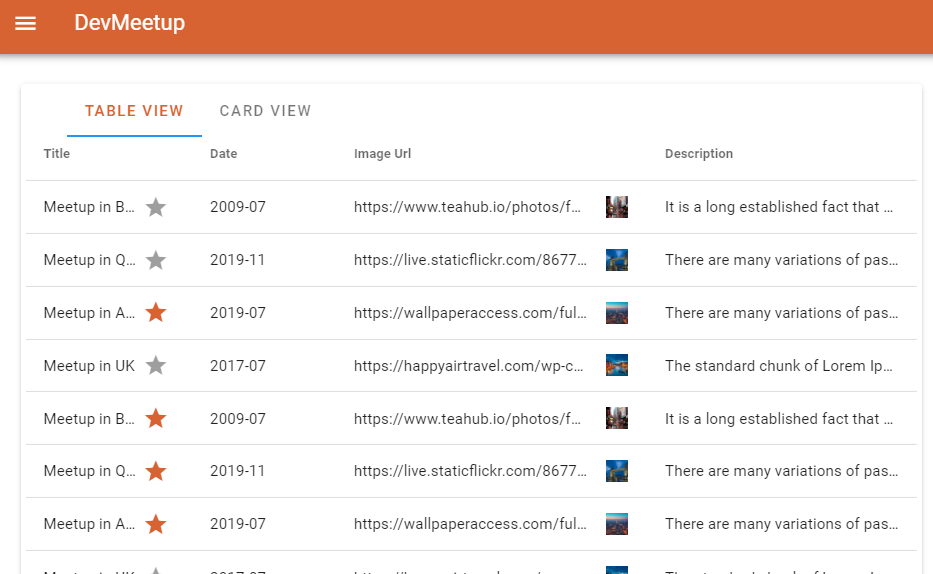 DevMeetup
TABLE VIEW CARD VIEW
Title Date Image Url Description
Meetup in B... 2009-07 https://www.teahub.io/photos/f... It is a long established fact that ...
Meetup in Q... 2019-11 https://live.staticflickr.com/8677... There are many variations of pas...
Meetup in A... 2019-07 https://wallpaperaccess.com/ful... There are many variations of pas...
Meetup in UK 2017-07 https://happyairtravel.com/wp-c... The standard chunk of Lorem Ip...
Meetup in B... 2009-07 https://www.teahub.io/photos/f... It is a long established fact that ...
Meetup in Q... 2019-11 https://live.staticflickr.com/8677... There are many variations of pas...
Meetup in A... 2019-07 https://wallpaperaccess.com/ful... There are many variations of pas...